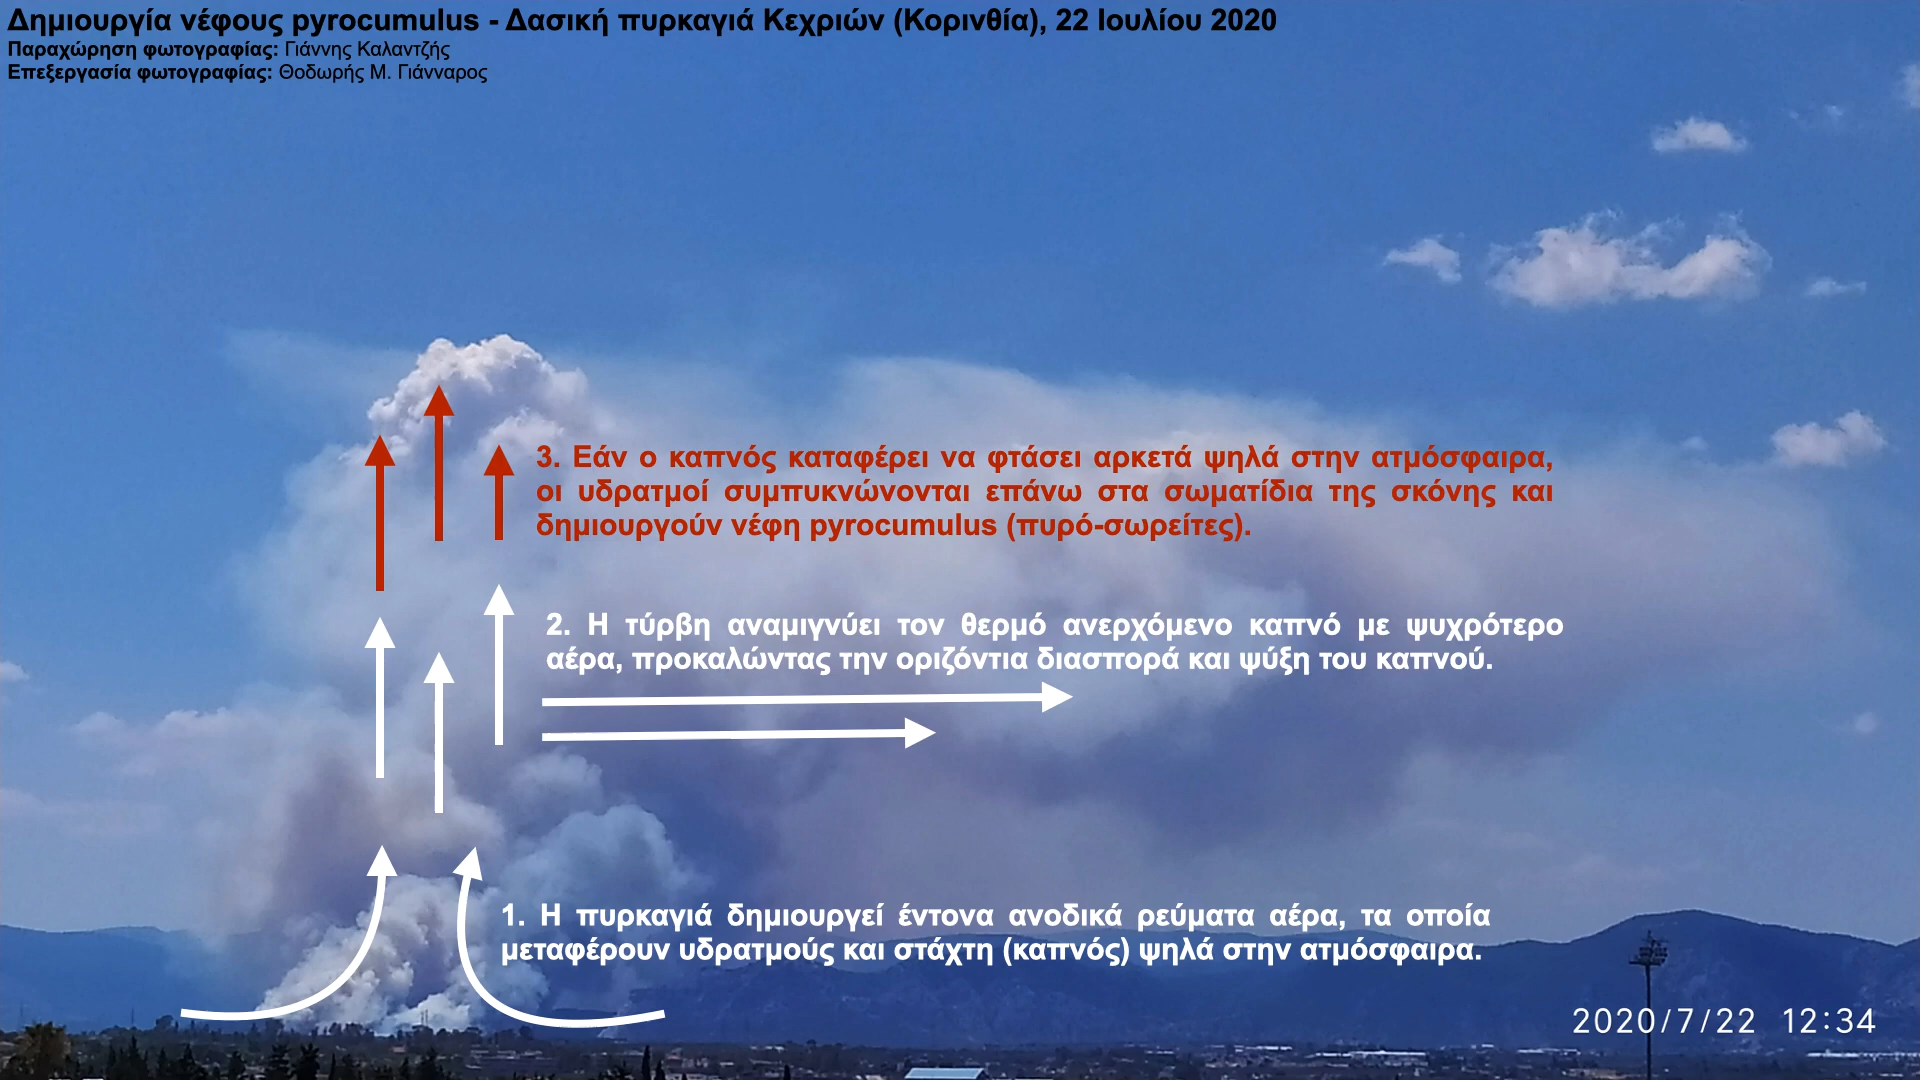 Δημιουργία νέφους pyrocumulus - Δασική πυρκαγιά Κεχριών (Κορινθία), 22 Ιουλίου 2020
Παραχώρηση φωτογραφίας: Γιάννης Καλαντζής
Επεξεργασία φωτογραφίας: Θοδωρής Μ. Γιάνναρος
3. Εάν ο καπνός καταφέρει να φτάσει αρκετά ψηλά στην ατμόσφαιρα,
οι υδρατμοί συμπυκνώνονται επάνω στα σωματίδια της σκόνης και
δημιουργούν νέφη pyrocumulus (πυρό-σωρείτες).
2. Η τύρβη αναμιγνύει τον θερμό ανερχόμενο καπνό με ψυχρότερο
αέρα, προκαλώντας την οριζόντια διασπορά και ψύξη του καπνού.
1. Η πυρκαγιά δημιουργεί έντονα ανοδικά ρεύματα αέρα, τα οποία
μεταφέρουν υδρατμούς και στάχτη (καπνός) ψηλά στην ατμόσφαιρα.
2020/7/22 12:34